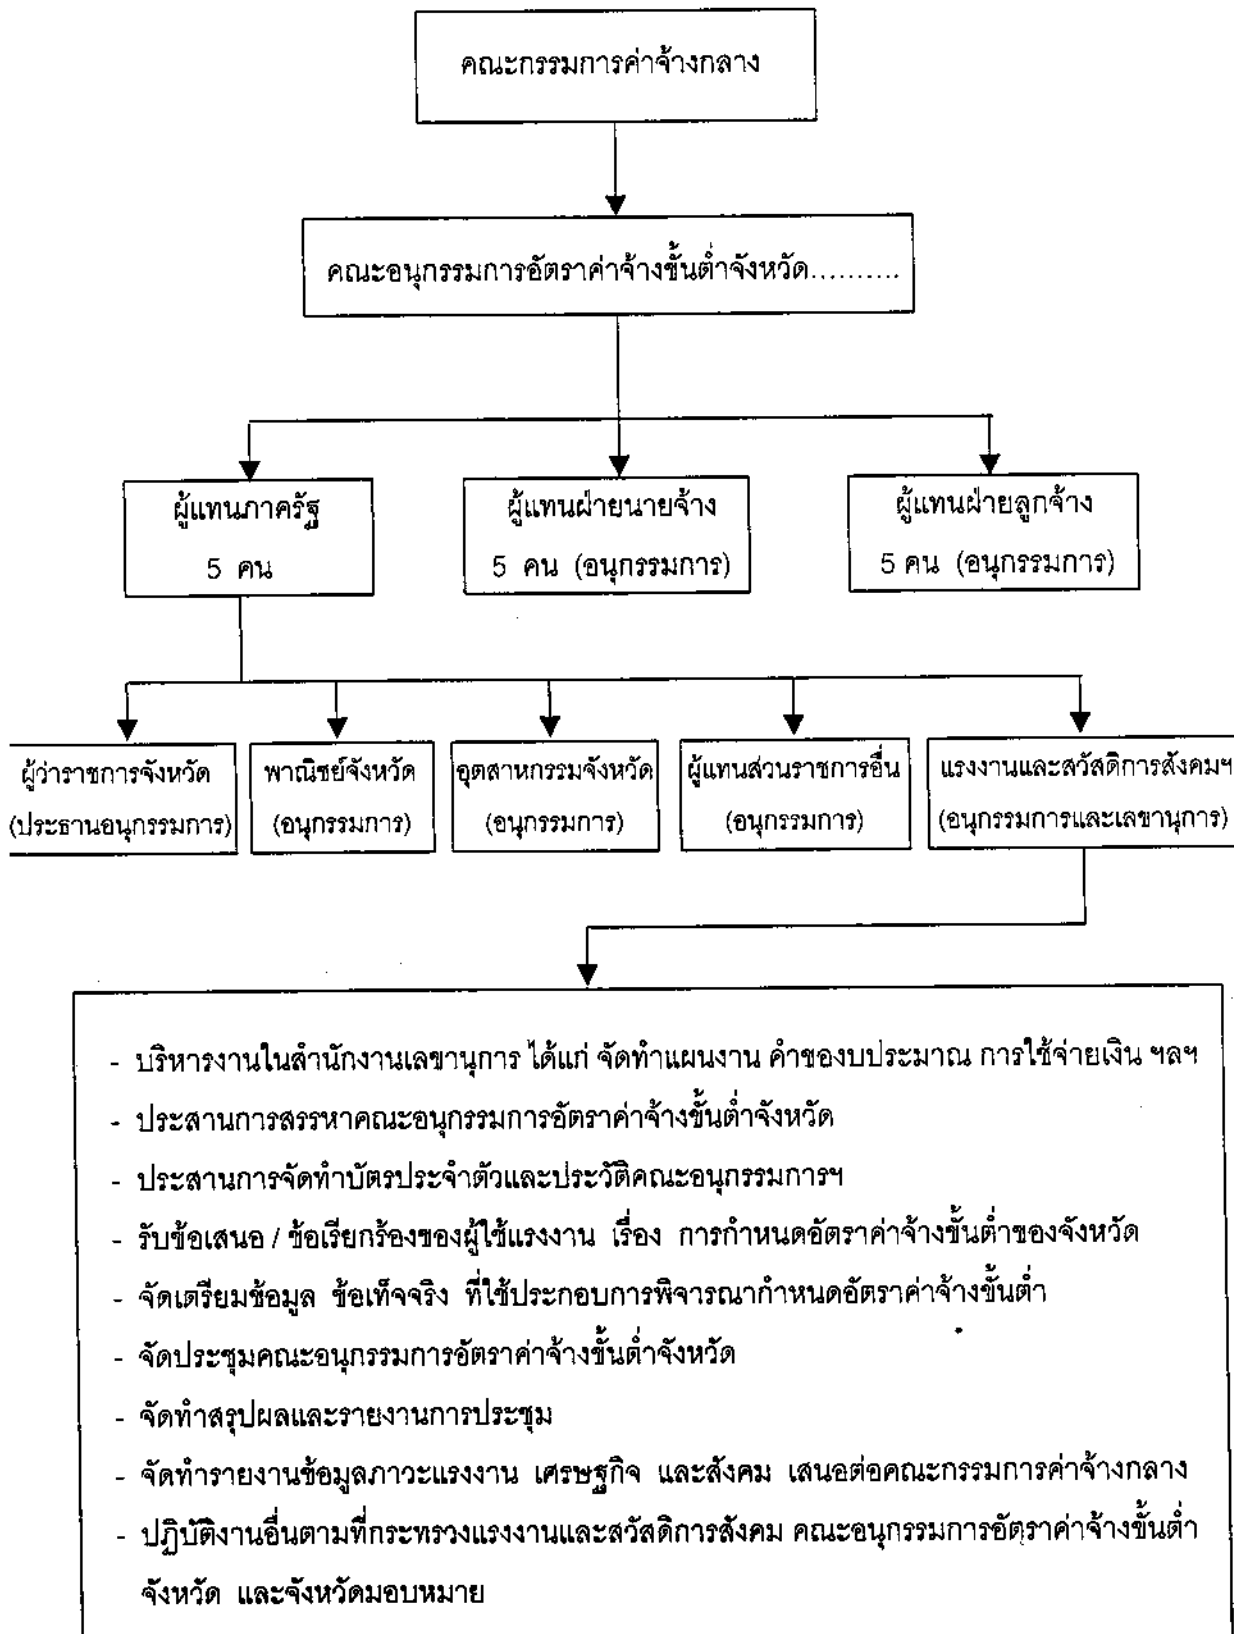 คณะกรรมการค่าจ้างกลาง
คณะอนุกรรมการอัตราค่าจ้างขั้นต่ำจังหวัด..........
ผู้แทนภาครัฐ
5 คน
ผู้แทนฝ่ายนายจ้าง
5 คน (อนุกรรมการ)
ผู้แทนฝ่ายลูกจ้าง
5 คน (อนุกรรมการ)
ผู้ว่าราชการจังหวัด
(ประธานอนุกรรมการ)
พาณิชย์จังหวัด
(อนุกรรมการ)
อุตสาหกรรมจังหวัด
(อนุกรรมการ)
ผู้แทนส่วนราชการอื่น
(อนุกรรมการ)
แรงงานและสวัสดิการสังคมฯ
(อนุกรรมการและเลขานุการ)
- บริหารงานในสำนักงานเลขานุการ ได้แก่ จัดทำแผนงาน คำของบประมาณ การใช้จ่ายเงิน ฯลฯ
- ประสานการสรรหาคณะอนุกรรมการอัตราค่าจ้างขั้นต่ำจังหวัด
- ประสานการจัดทำบัตรประจำตัวและประวัติคณะอนุกรรมการฯ
- รับข้อเสนอ / ข้อเรียกร้องของผู้ใช้แรงงาน เรื่อง การกำหนดอัตราค่าจ้างขั้นต่ำของจังหวัด
- จัดเตรียมข้อมูล ข้อเท็จจริง ที่ใช้ประกอบการพิจารณากำหนดอัตราค่าจ้างขั้นต่ำ
- จัดประชุมคณะอนุกรรมการอัตราค่าจ้างขั้นต่ำจังหวัด
- จัดทำสรุปผลและรายงานการประชุม
- จัดทำรายงานข้อมูลภาวะแรงงาน เศรษฐกิจ และสังคม เสนอต่อคณะกรรมการค่าจ้างกลาง
- ปฏิบัติงานอื่นตามที่กระทรวงแรงงานและสวัสดิการสังคม คณะอนุกรรมการอัตราค่าจ้างขั้นต่ำ
จังหวัด และจังหวัดมอบหมาย